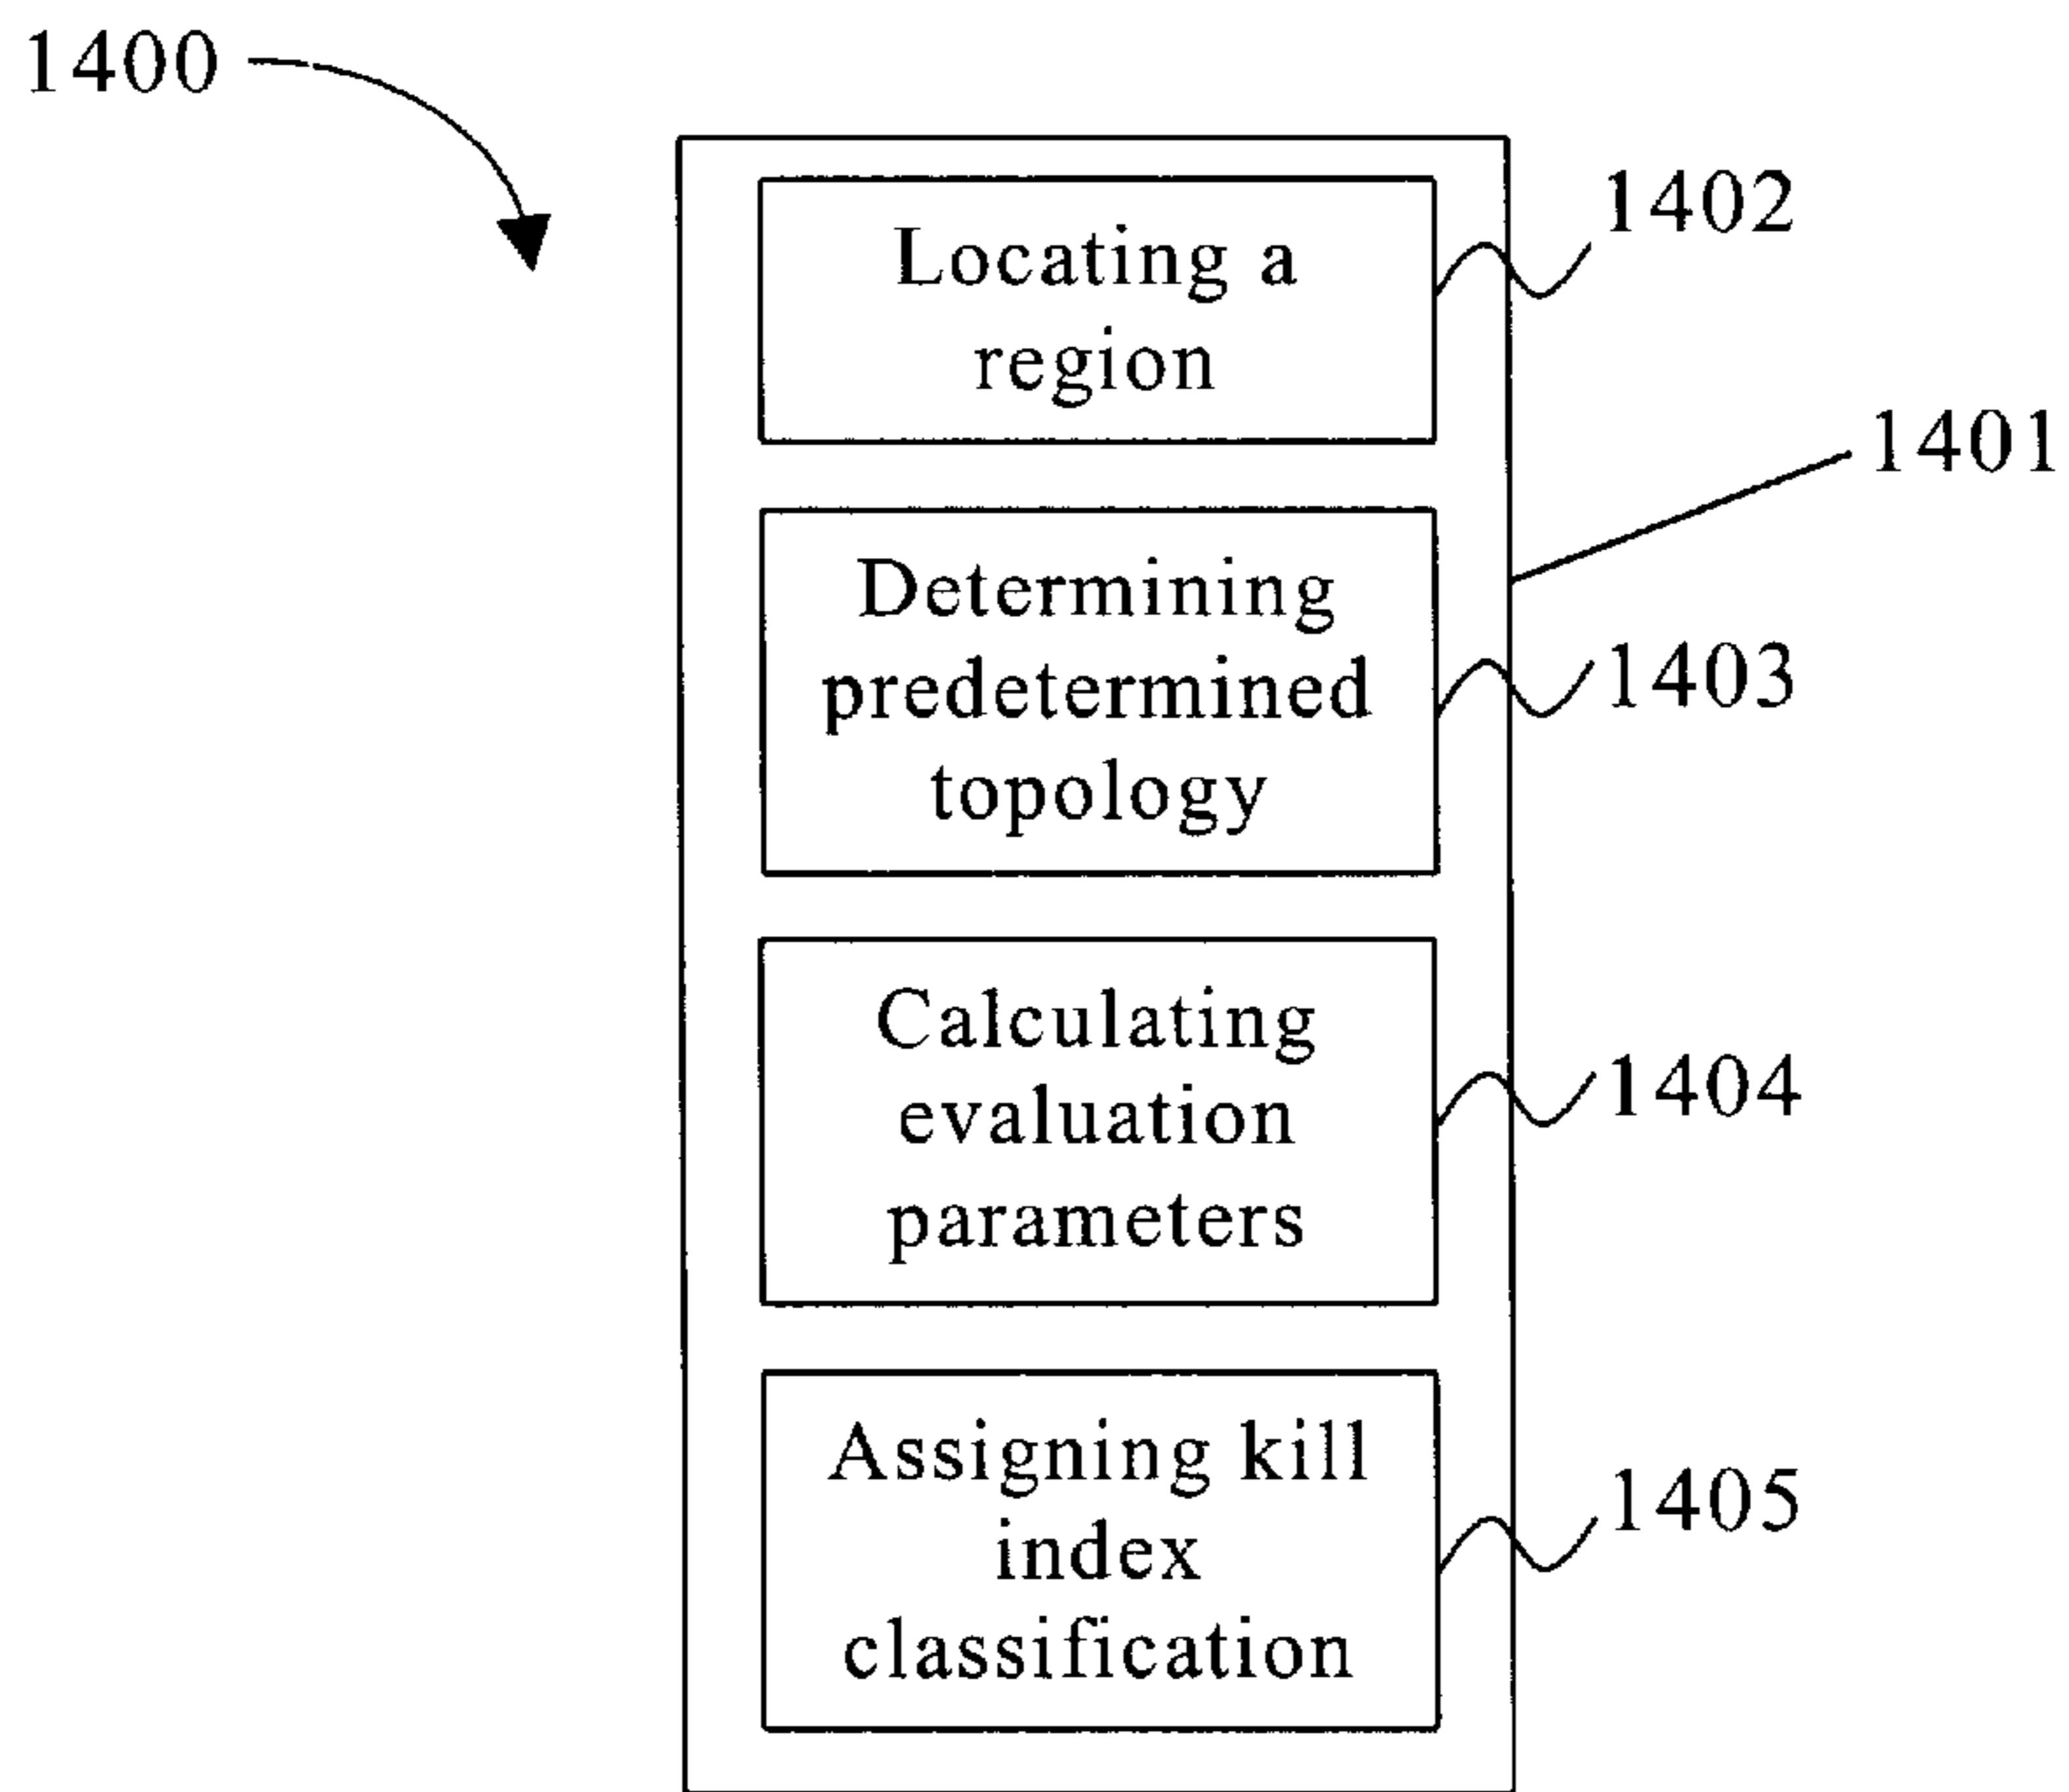 1400
Locating a
region
1402
1401
Determining
predetermined
topology
1403
Calculating
evaluation
parameters
1404
Assigning kill
index
classification
1405